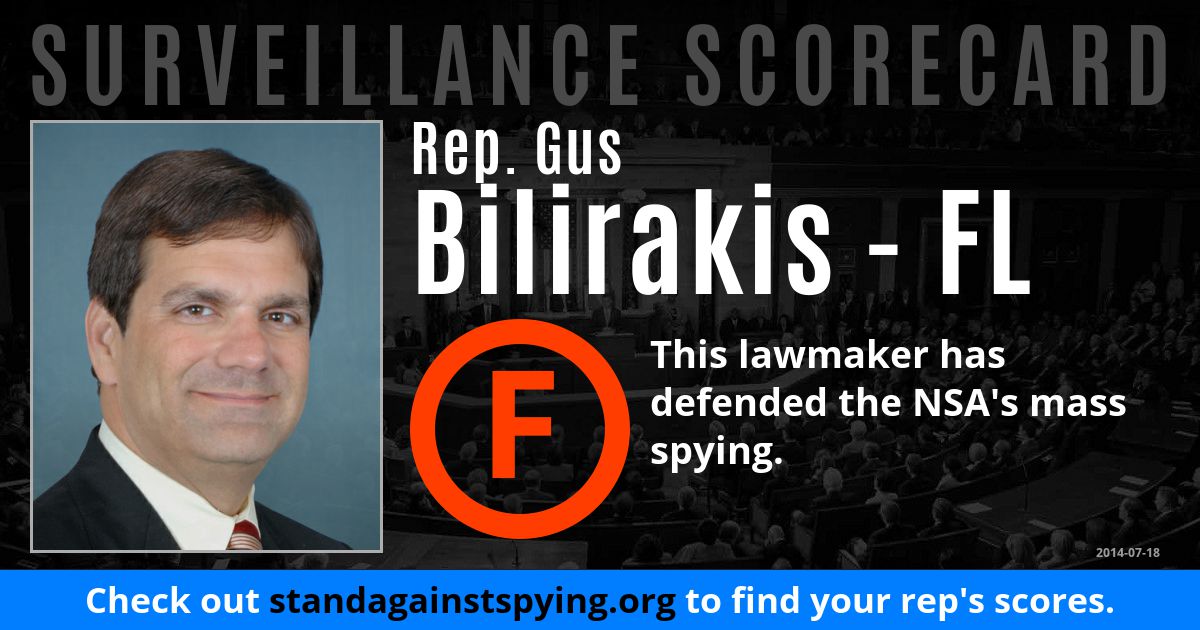 SURVEILLANCE SCORECARD
Rep. Gus
Bilirakis - FL
F
This lawmaker has
defended the NSA's mass
spying.
2014-07-18
Check out standagainstspying.org to find your rep's scores.